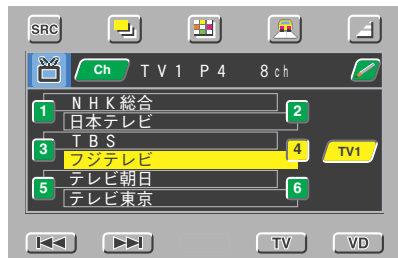 SRC
Ch TV1 P4 8ch
1 NHK総合
日本テレビ 2
3 TBS
フジテレビ 4 TV1
5 テレビ朝日
テレビ東京 6
TV VD